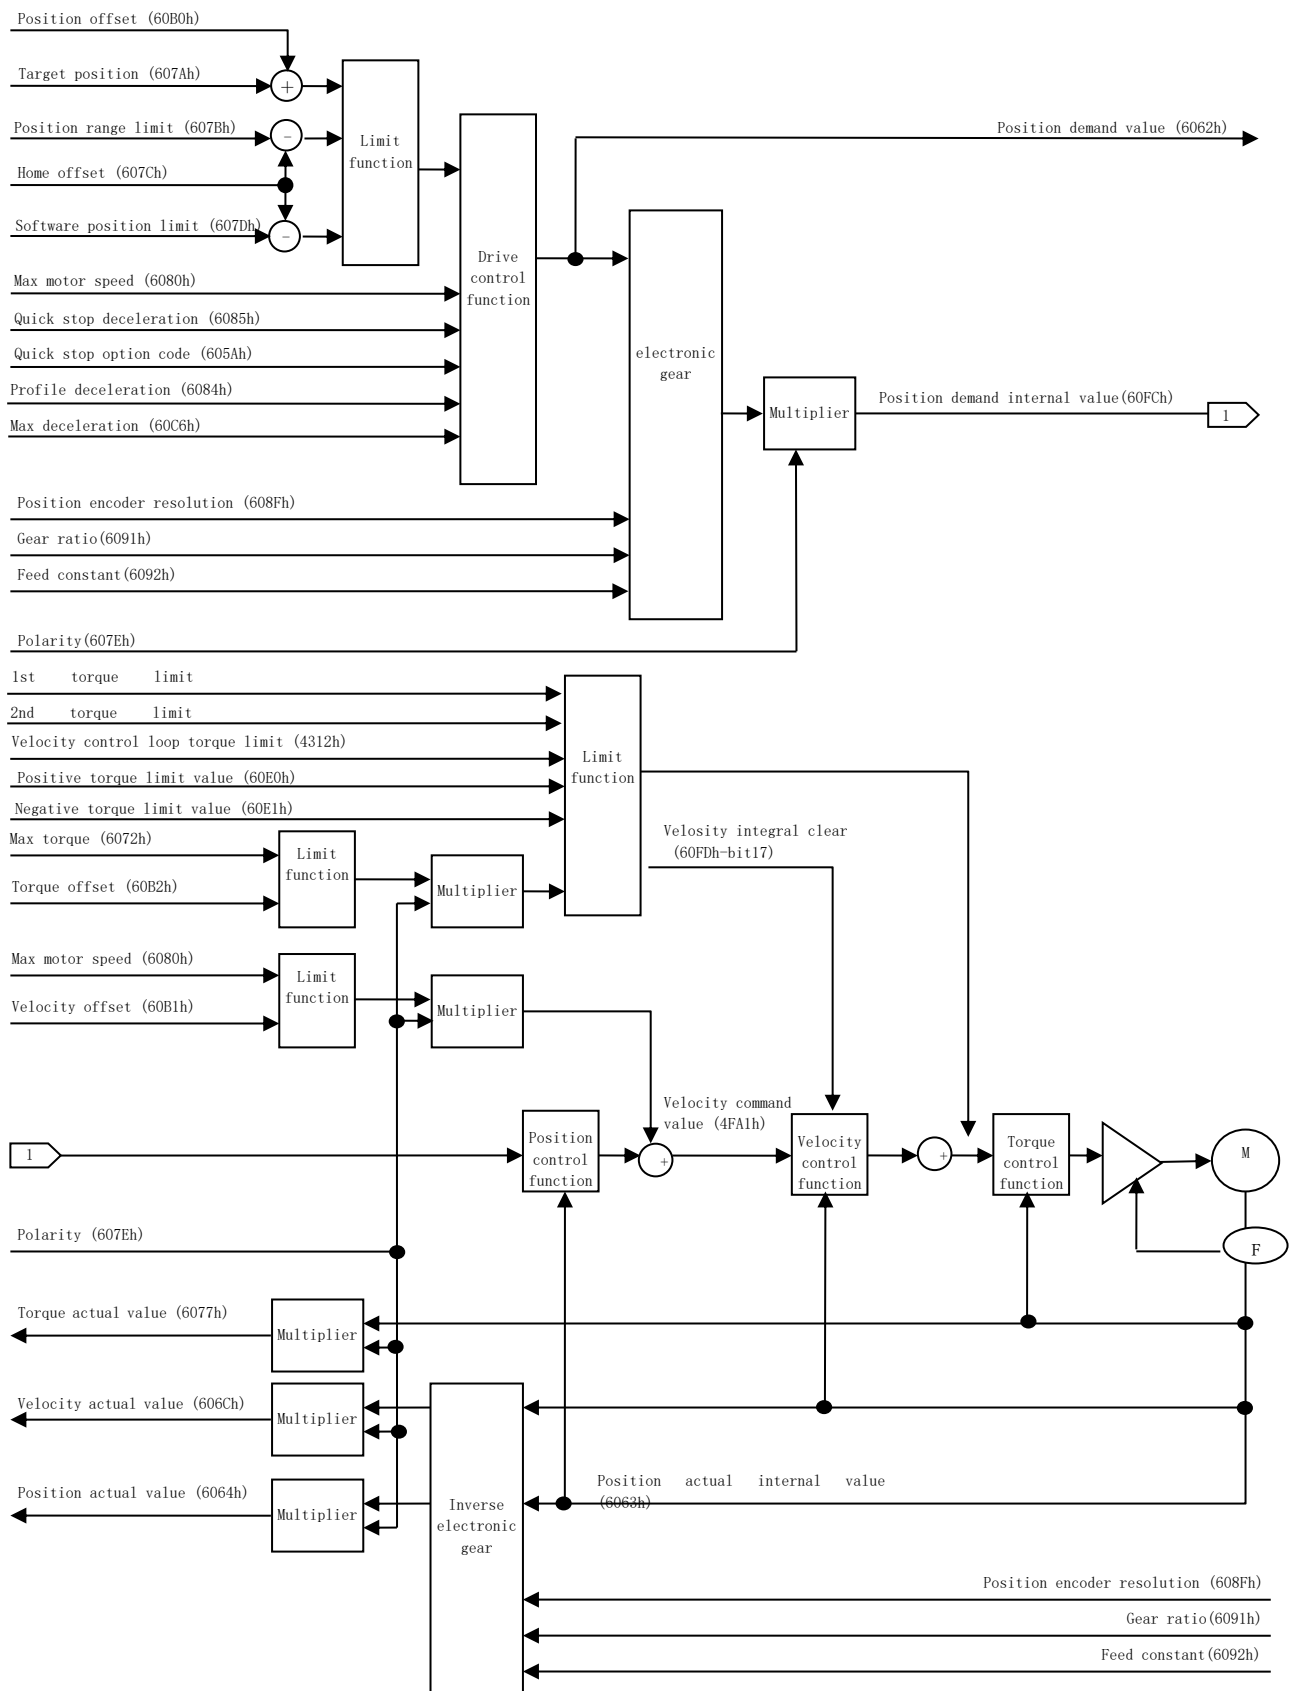 Position offset (60B0h)
Target position (607Ah)
+
Position range limit (607Bh)
-
Home offset (607Ch)
Software position limit (607Dh)
-
Limit
function
Position demand value (6062h)
Max motor speed (6080h)
Quick stop deceleration (6085h)
Quick stop option code (605Ah)
Profile deceleration (6084h)
Max deceleration (60C6h)
Drive
control
function
electronic
gear
Multiplier
Position demand internal value(60FCh)
1
Position encoder resolution (608Fh)
Gear ratio(6091h)
Feed constant(6092h)
Polarity(607Eh)
1st torque limit
2nd torque limit
Velocity control loop torque limit (4312h)
Positive torque limit value (60E0h)
Negative torque limit value (60E1h)
Limit
function
Max torque (6072h)
Torque offset (60B2h)
Limit
function
Multiplier
Velosity integral clear
(60FDh-bit17)
Max motor speed (6080h)
Velocity offset (60B1h)
Limit
function
Multiplier
Velocity command
value (4FA1h)
1
Position
control
function
+
Velocity
control
function
+
Torque
control
function
M
F
Polarity (607Eh)
Torque actual value (6077h)
Multiplier
Velocity actual value (606Ch)
Multiplier
Position actual value (6064h)
Multiplier
Inverse
electronic
gear
Position actual internal value
(6063h)
Position encoder resolution (608Fh)
Gear ratio(6091h)
Feed constant(6092h)